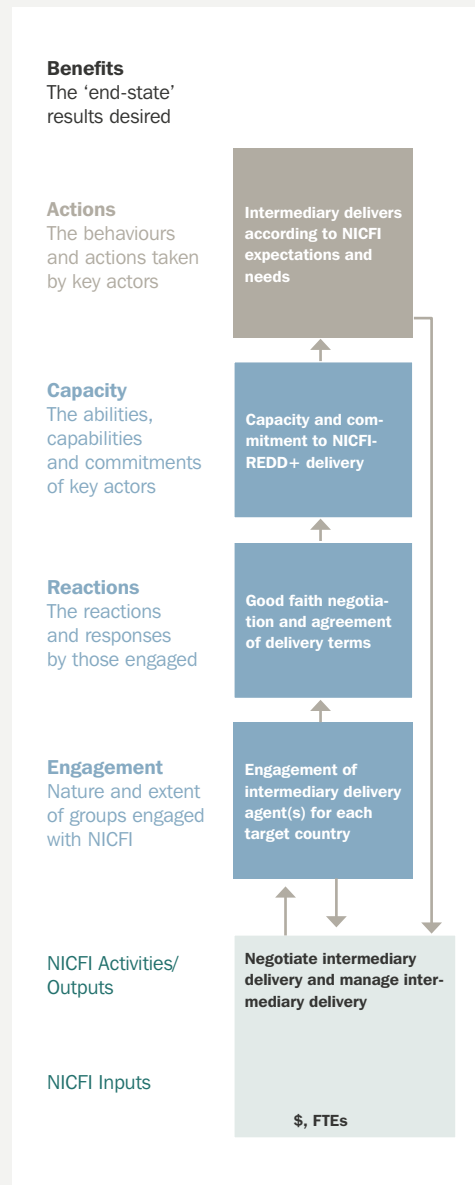 Benefits
The ‘end-state’
results desired
Actions
The behaviours
and actions taken
by key actors
Intermediary delivers
according to NICFI
expectations and
needs
Capacity
The abilities,
capabilities
and commitments
of key actors
Capacity and com-
mitment to NICFI-
REDD+ delivery
Reactions
The reactions
and responses
by those engaged
Good faith negotia-
tion and agreement
of delivery terms
Engagement
Nature and extent
of groups engaged
with NICFI
Engagement of
intermediary delivery
agent(s) for each
target country
NICFI Activities/
Outputs
Negotiate intermediary
delivery and manage inter-
mediary delivery
NICFI Inputs
$, FTEs